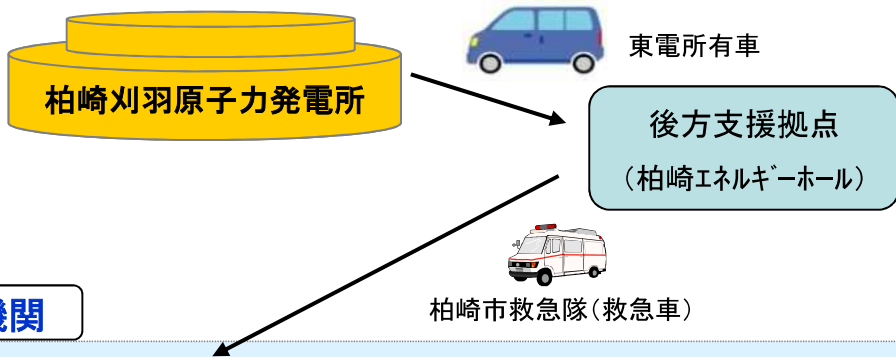 東電所有車
柏崎刈羽原子力発電所
後方支援拠点
（柏崎ｴﾈﾙｷﾞｰホール）
柏崎市救急隊（救急車）
関